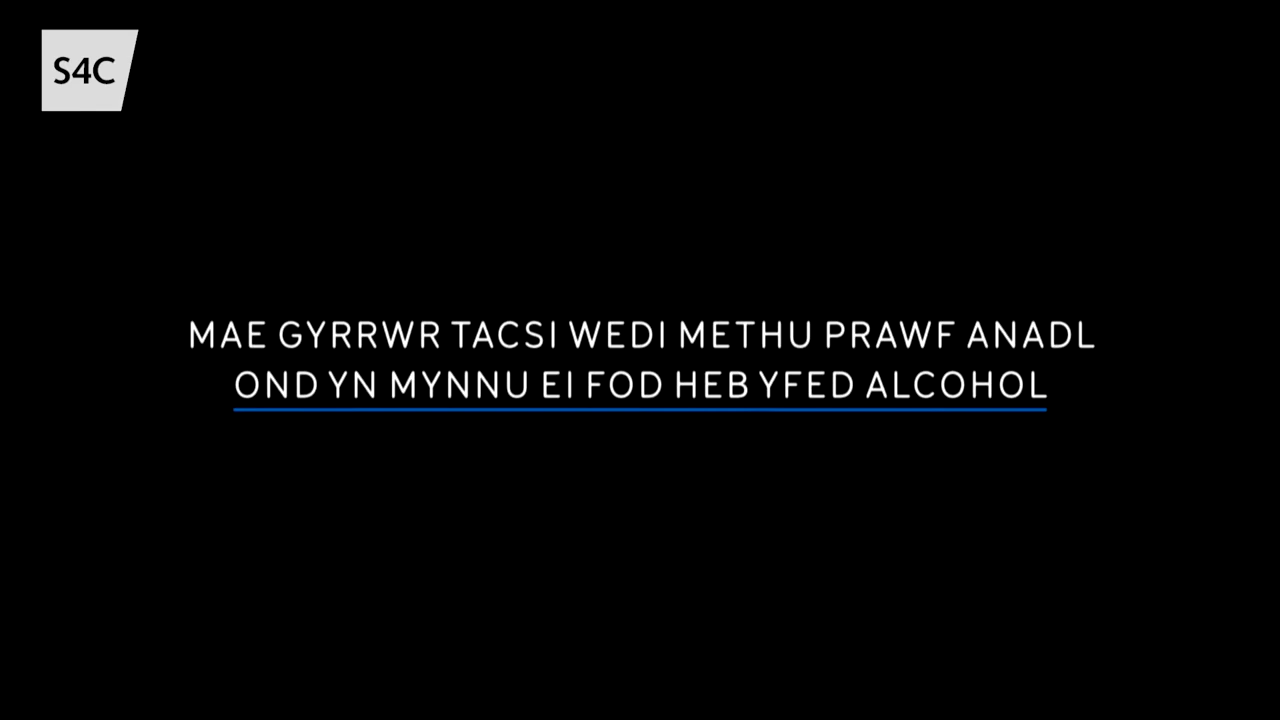 S4C
MAE GYRRWR TACSI WEDI METHU PRAWF ANADL
OND YN MYNNU EI FOD HEB YFED ALCOHOL